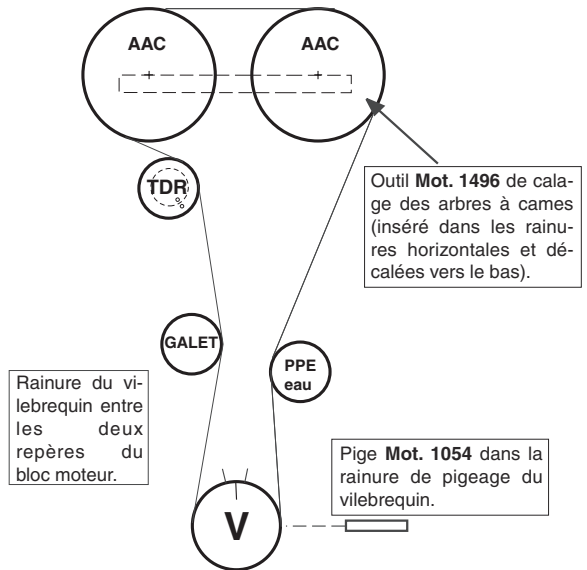 AAC
AAC
TDR
%
Outil Mot. 1496 de cala-
ge des arbres à cames
(inséré dans les rainu-
res horizontales et dé-
calées vers le bas).
GALET
PPE
eau
Rainure du vi-
lebrequin entre
les deux
repères du
bloc moteur.
Pige Mot. 1054 dans la
rainure de pigeage du
vilebrequin.
V